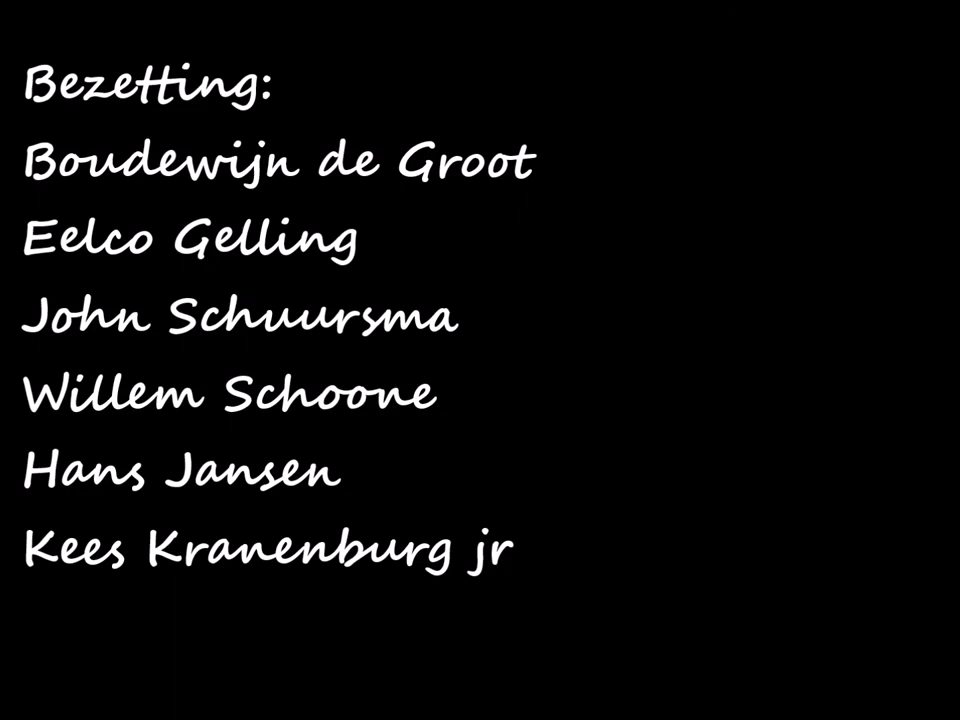 Bezetting:
Boudewijn de Groot
Eelco Gelling
John Schuursma
Willem Schoone
Hans Jansen
Kees Kranenburg jr